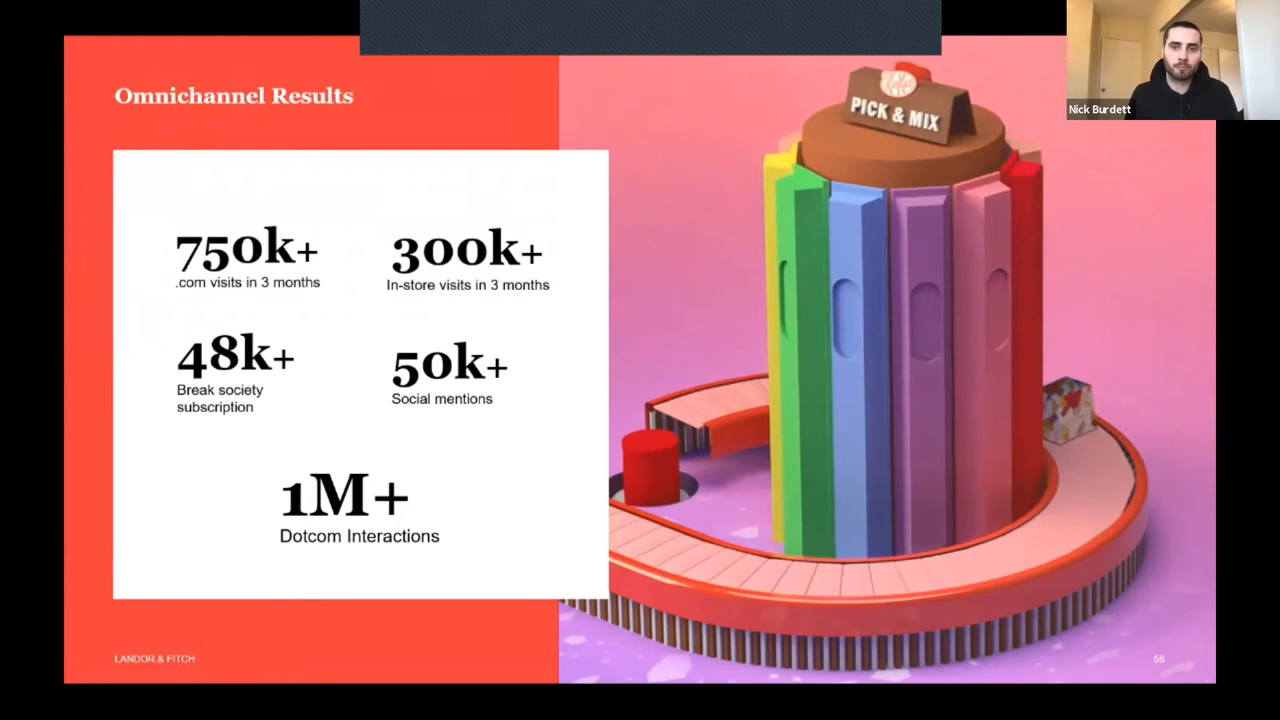 Omnichannel Results
Nick Burdett
KitKat
PICK & MIX
750k+
.com visits in 3 months
300k+
In-store visits in 3 months
48k+
Break society
subscription
50k+
Social mentions
1M+
Dotcom Interactions
LANDOR & FITCH
58